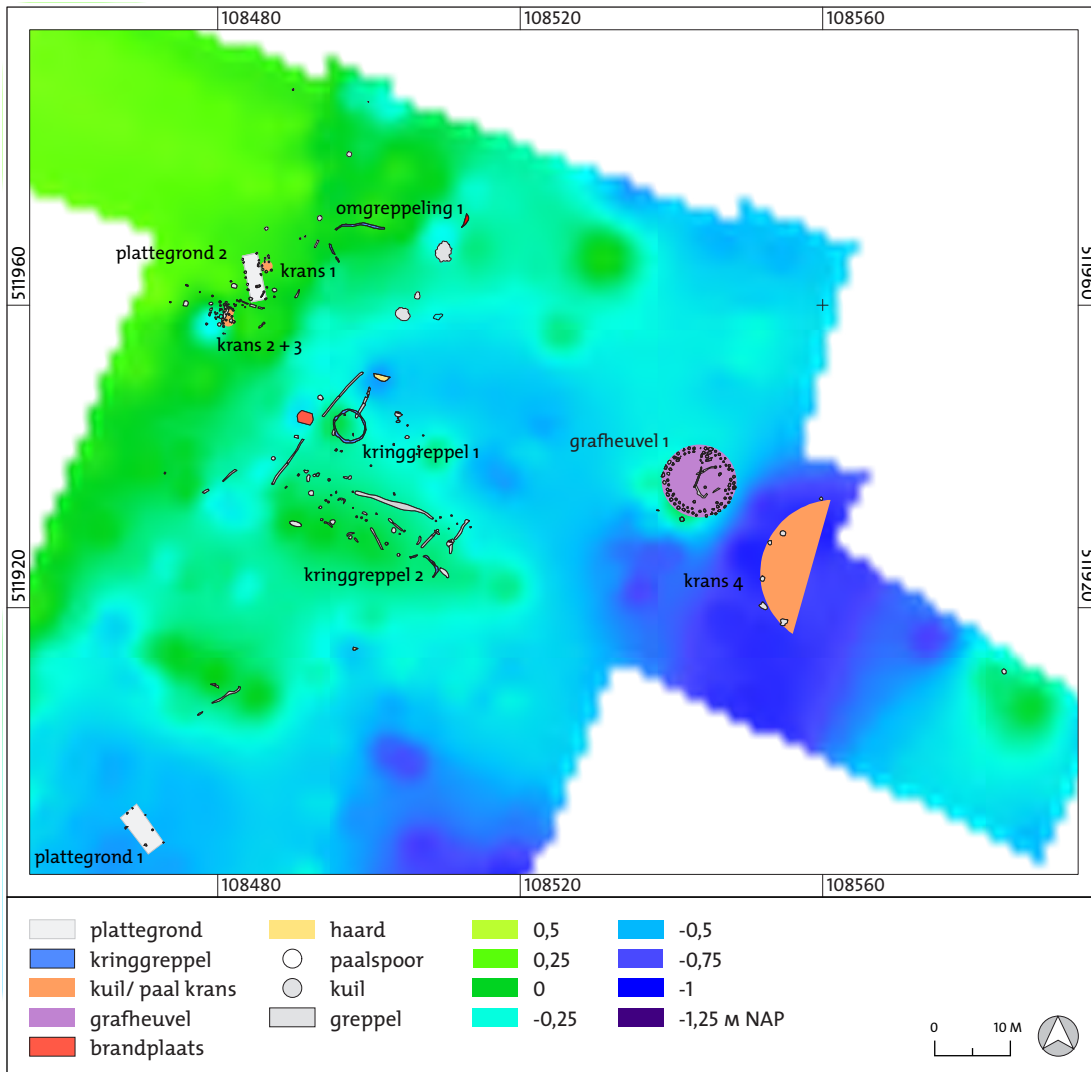 108480 108520 108560
omgreppeling 1
plattegrond 2
krans 1
511960 511960
krans 2 + 3
kringgreppel 1
grafheuvel 1
kringgreppel 2
krans 4
511920 511920
plattegrond 1
108480 108520 108560
plattegrond haard 0,5 -0,5
kringgreppel paalspoor 0,25 -0,75
kuil/ paal krans kuil 0 -1
grafheuvel greppel -0,25 -1,25 M NAP
brandplaats
0 10 M